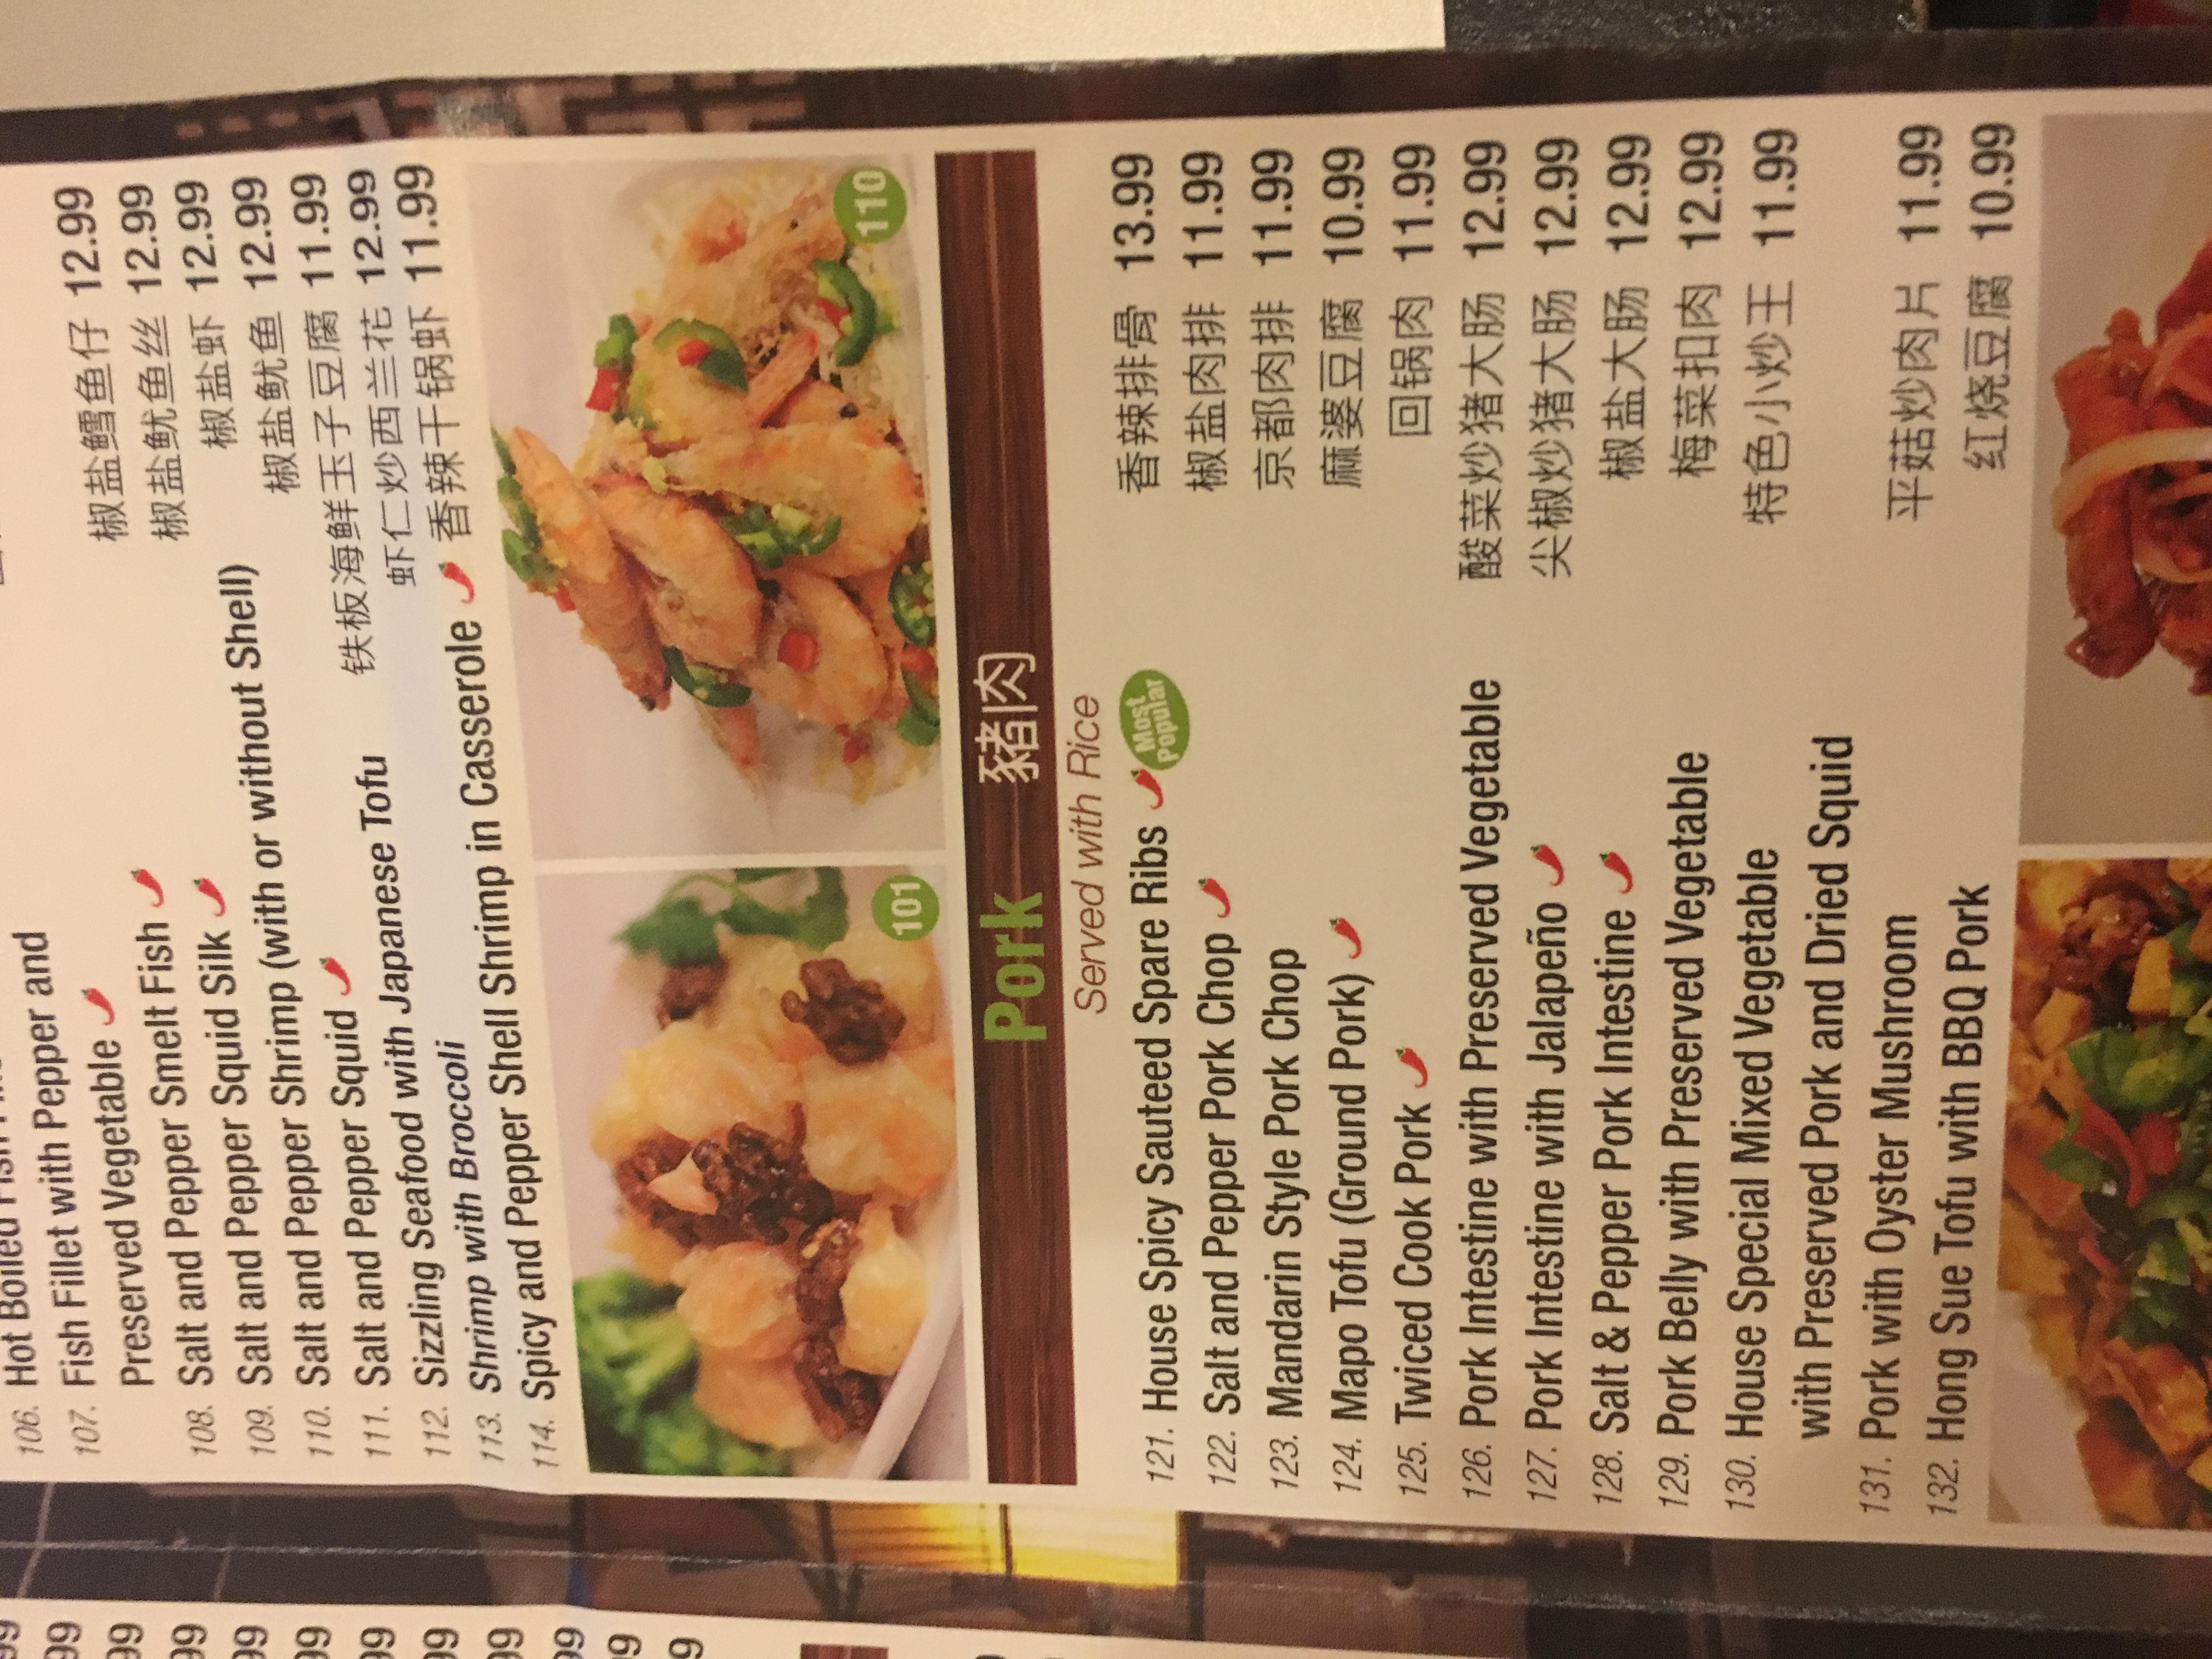 106. Hot Boiled Fish
107. Fish Fillet with Pepper and
Preserved Vegetable
108. Salt and Pepper Smelt Fish 椒盐鱈鱼仔 12.99
109. Salt and Pepper Squid Silk 椒盐鱿鱼丝 12.99
110. Salt and Pepper Shrimp (with or without Shell) 椒盐虾 12.99
111. Salt and Pepper Squid 椒盐鱿鱼 12.99
112. Sizzling Seafood with Japanese Tofu 铁板海鲜玉子豆腐 11.99
113. Shrimp with Broccoli 虾仁炒西兰花 12.99
114. Spicy and Pepper Shell Shrimp in Casserole 香辣干锅虾 11.99
101
110
Pork 豬肉
Served with Rice
121. House Spicy Sauteed Spare Ribs Most Popular 香辣排骨 13.99
122. Salt and Pepper Pork Chop 椒盐肉排 11.99
123. Mandarin Style Pork Chop 京都肉排 11.99
124. Mapo Tofu (Ground Pork) 麻婆豆腐 10.99
125. Twiced Cook Pork 回锅肉 11.99
126. Pork Intestine with Preserved Vegetable 酸菜炒猪大肠 12.99
127. Pork Intestine with Jalapeño 尖椒炒猪大肠 12.99
128. Salt & Pepper Pork Intestine 椒盐大肠 12.99
129. Pork Belly with Preserved Vegetable 梅菜扣肉 12.99
130. House Special Mixed Vegetable 特色小炒王 11.99
with Preserved Pork and Dried Squid
131. Pork with Oyster Mushroom 平菇炒肉片 11.99
132. Hong Sue Tofu with BBQ Pork 红烧豆腐 10.99